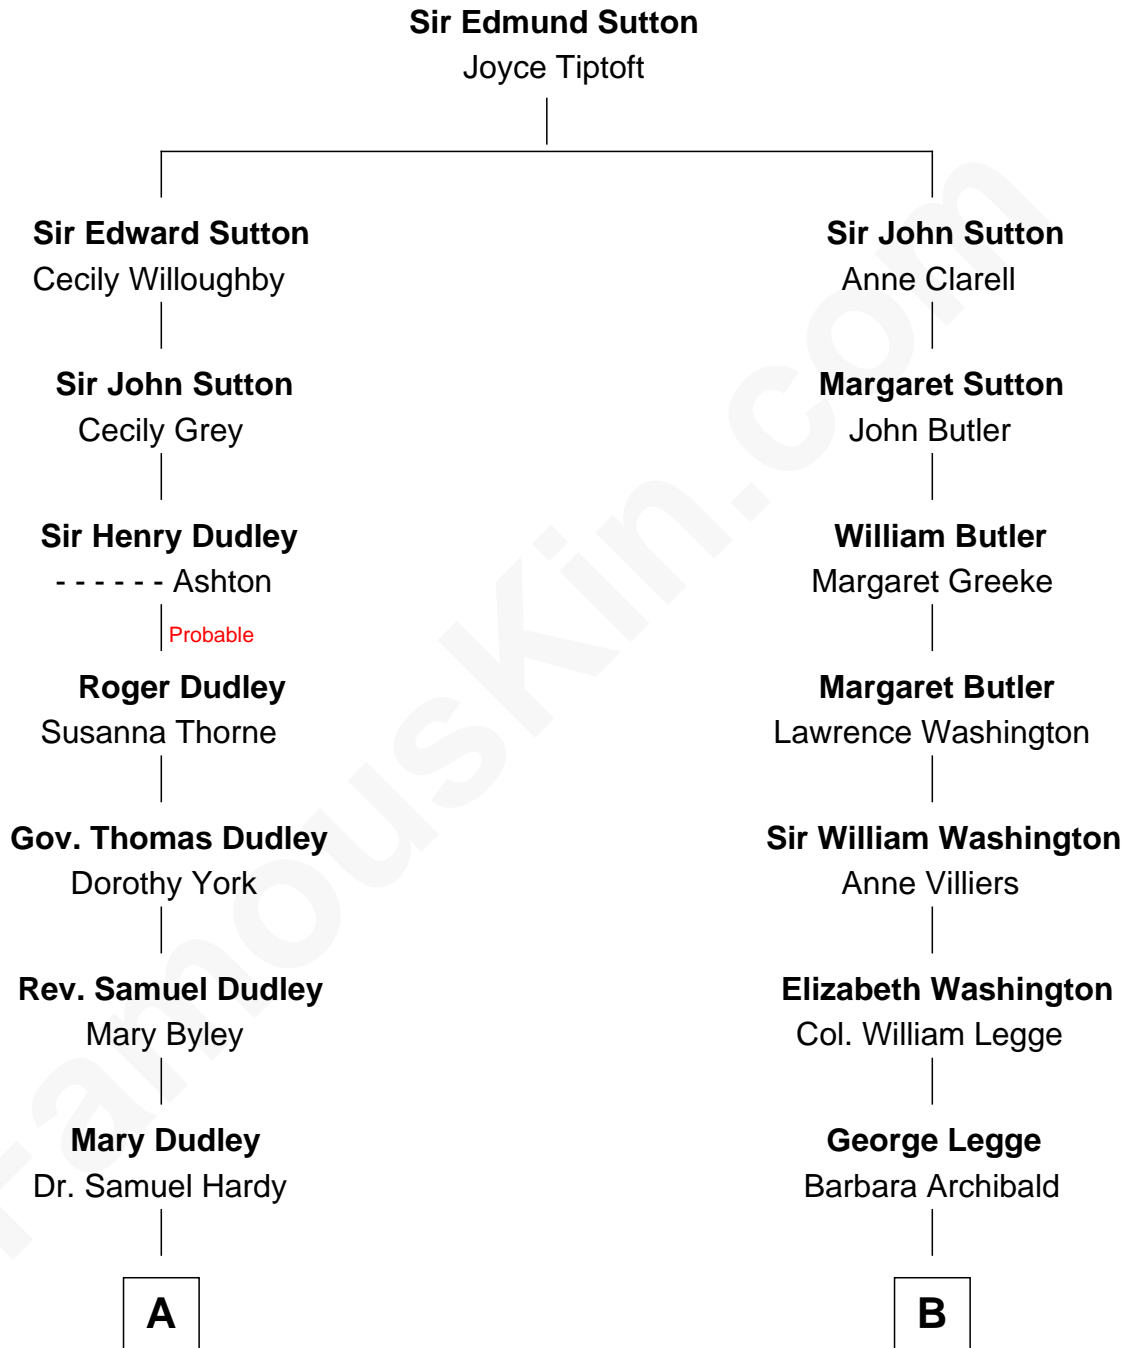 Sir Edmund Sutton
Joyce Tiptoft
Sir Edward Sutton
Cecily Willoughby
Sir John Sutton
Anne Clarell
Sir John Sutton
Cecily Grey
Margaret Sutton
John Butler
Sir Henry Dudley
- - - - - - Ashton
William Butler
Margaret Greeke
Probable
Roger Dudley
Susanna Thorne
Margaret Butler
Lawrence Washington
Gov. Thomas Dudley
Dorothy York
Sir William Washington
Anne Villiers
Rev. Samuel Dudley
Mary Byley
Elizabeth Washington
Col. William Legge
Mary Dudley
Dr. Samuel Hardy
George Legge
Barbara Archibald
A
B
FamousKin.com